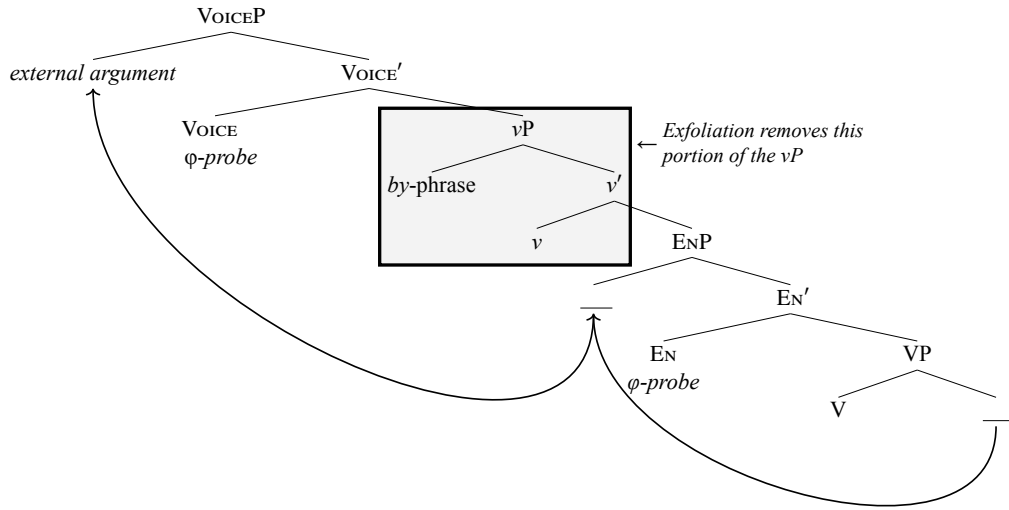 VOICEP
external argument VOICE′
VOICE
φ-probe
vP
← Exfoliation removes this
portion of the vP
by-phrase v′
v ENP
EN′
EN
φ-probe
VP
V